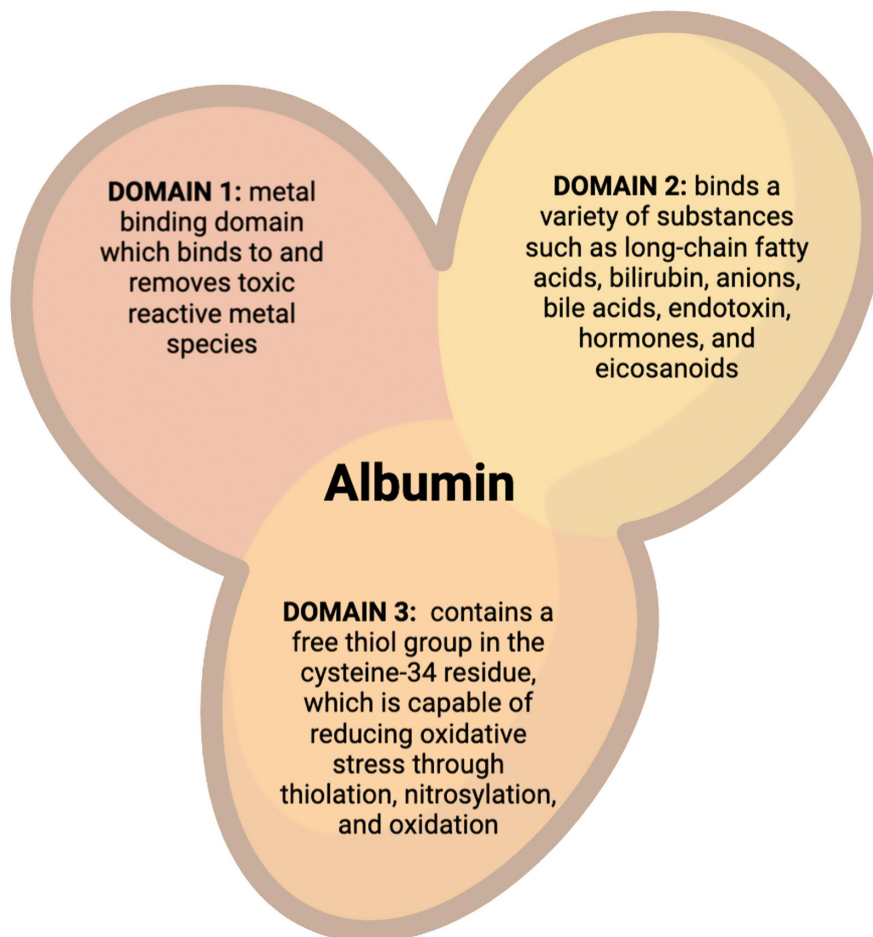 DOMAIN 1: metal
binding domain
which binds to and
removes toxic
reactive metal
species
DOMAIN 2: binds a
variety of substances
such as long-chain fatty
acids, bilirubin, anions,
bile acids, endotoxin,
hormones, and
eicosanoids
Albumin
DOMAIN 3: contains a
free thiol group in the
cysteine-34 residue,
which is capable of
reducing oxidative
stress through
thiolation, nitrosylation,
and oxidation